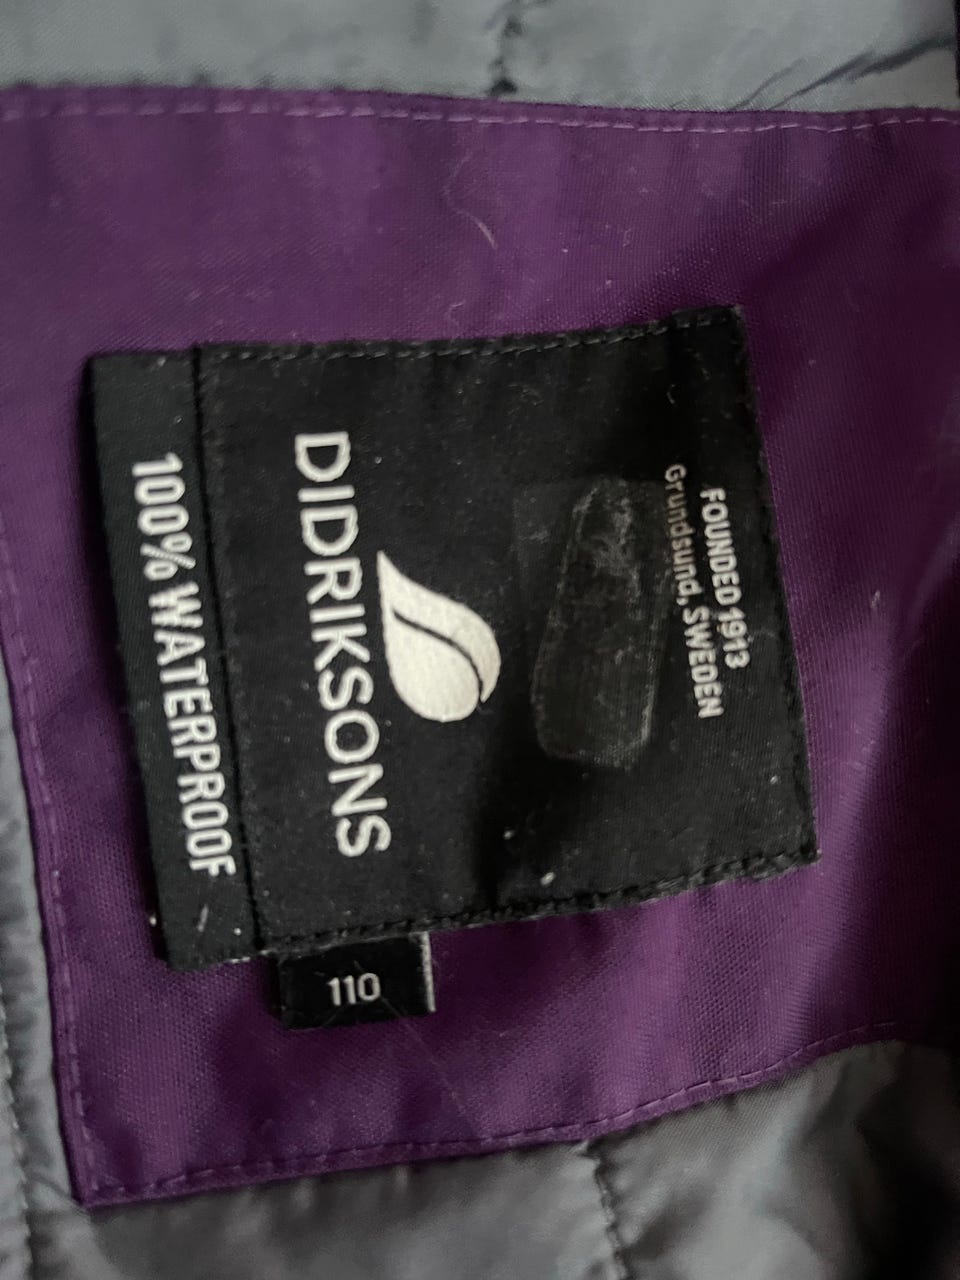 FOUNDED 1913
Grundsund, SWEDEN
DIDRIKSONS
100% WATERPROOF
110